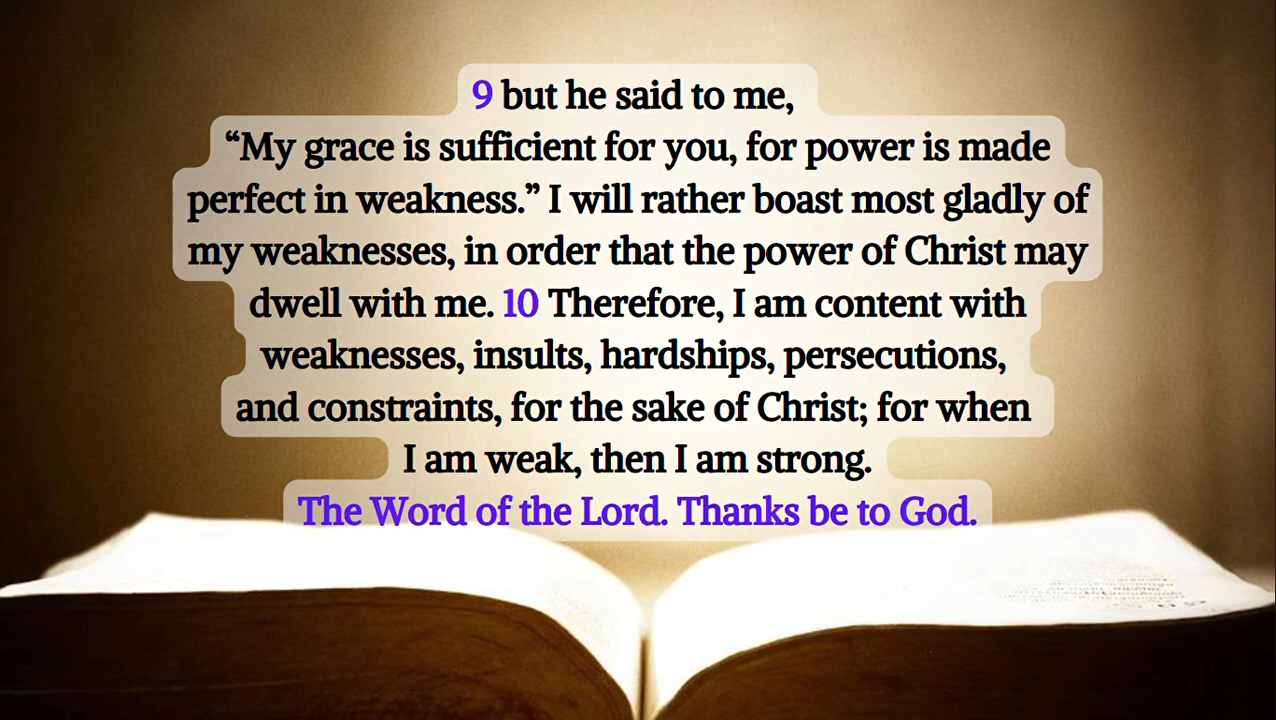 9 but he said to me,
“My grace is sufficient for you, for power is made
perfect in weakness.” I will rather boast most gladly of
my weaknesses, in order that the power of Christ may
dwell with me. 10 Therefore, I am content with
weaknesses, insults, hardships, persecutions,
and constraints, for the sake of Christ; for when
I am weak, then I am strong.
The Word of the Lord. Thanks be to God.